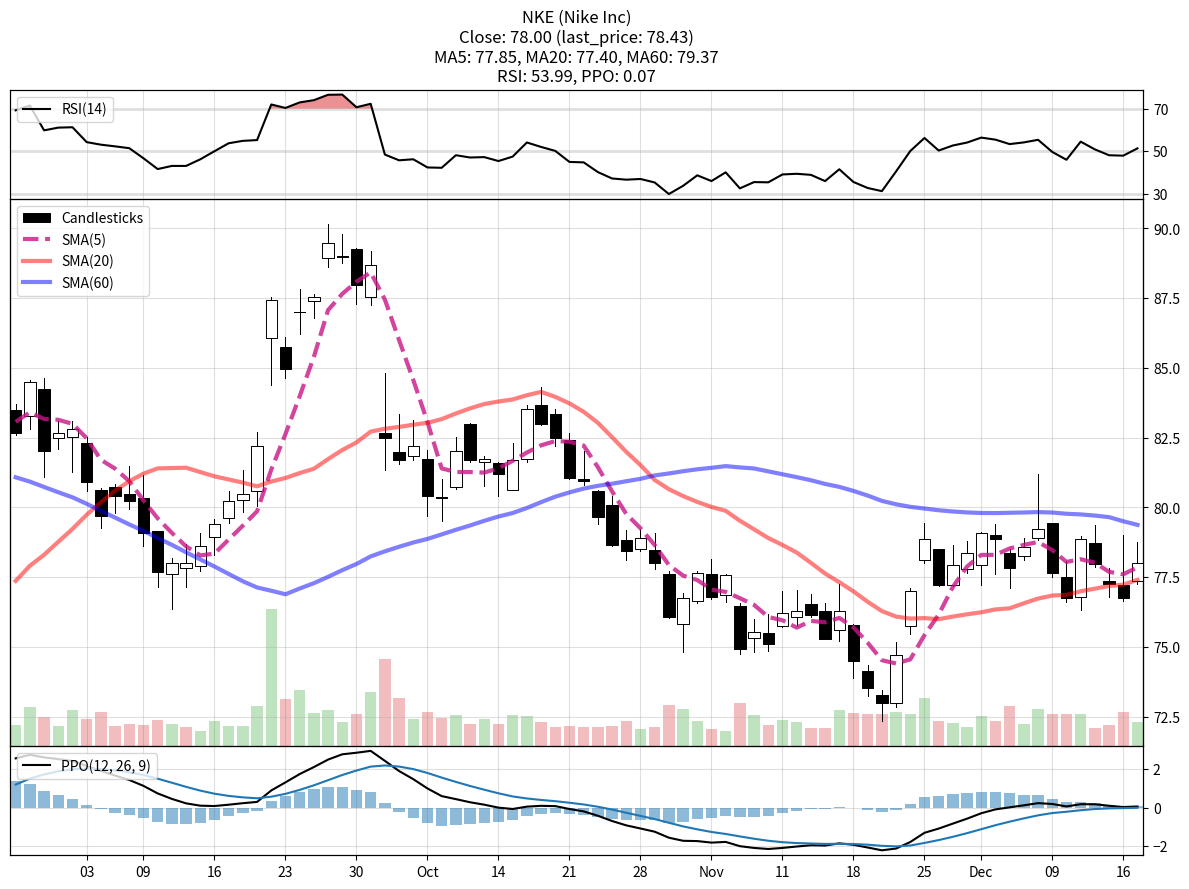 NKE (Nike Inc)
Close: 78.00 (last_price: 78.43)
MA5: 77.85, MA20: 77.40, MA60: 79.37
RSI: 53.99, PPO: 0.07
RSI(14)
70
50
30
Candlesticks
SMA(5)
SMA(20)
SMA(60)
90.0
87.5
85.0
82.5
80.0
77.5
75.0
72.5
PPO(12, 26, 9)
2
0
−2
03 09 16 23 30 Oct 14 21 28 Nov 11 18 25 Dec 09 16